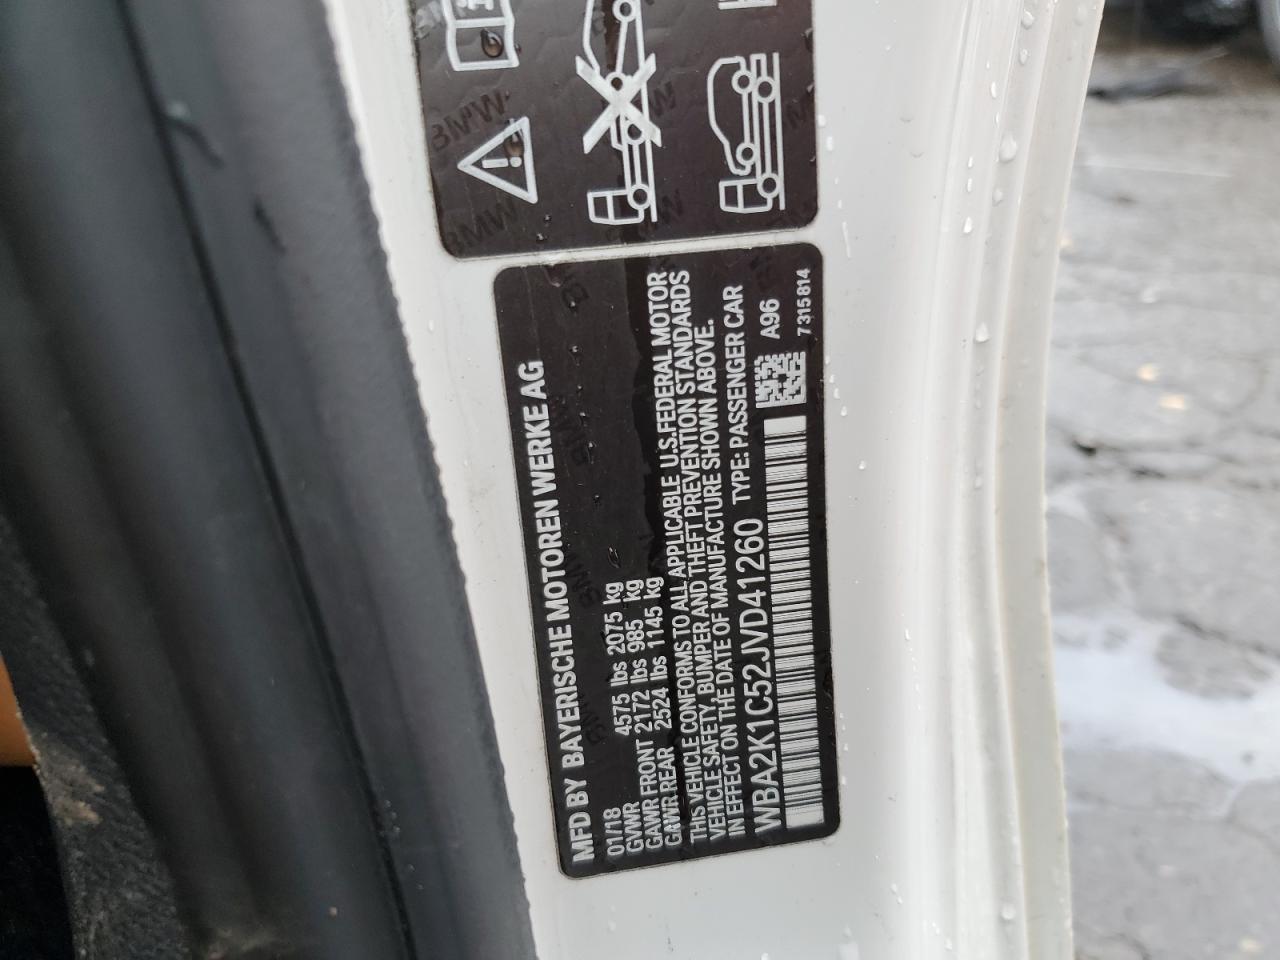 MFD BY BAYERISCHE MOTOREN WERKE AG
01/18
GVWR 4575 lbs 2075 kg
GAWR FRONT 2172 lbs 985 kg
GAWR REAR 2524 lbs 1145 kg
THIS VEHICLE CONFORMS TO ALL APPLICABLE U.S.FEDERAL MOTOR
VEHICLE SAFETY, BUMPER AND THEFT PREVENTION STANDARDS
IN EFFECT ON THE DATE OF MANUFACTURE SHOWN ABOVE.
WBA2K1C52JVD41260 TYPE: PASSENGER CAR
A96
7315814